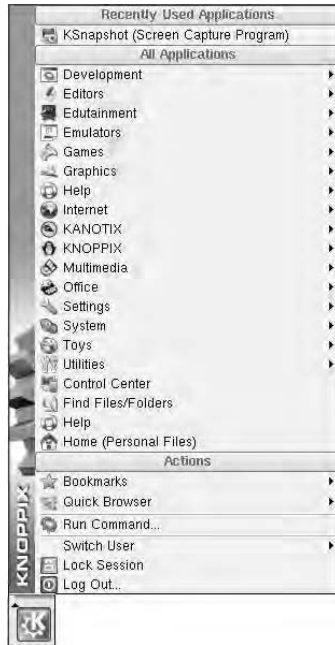 Recently Used Applications
KSnapshot (Screen Capture Program)
All Applications
Development
Editors
Edutainment
Emulators
Games
Graphics
Help
Internet
KANOTIX
KNOPPIX
Multimedia
Office
Settings
System
Toys
Utilities
Control Center
Find Files/Folders
Help
Home (Personal Files)
Actions
Bookmarks
Quick Browser
Run Command...
Switch User
Lock Session
Log Out...
KNOPPIX
K